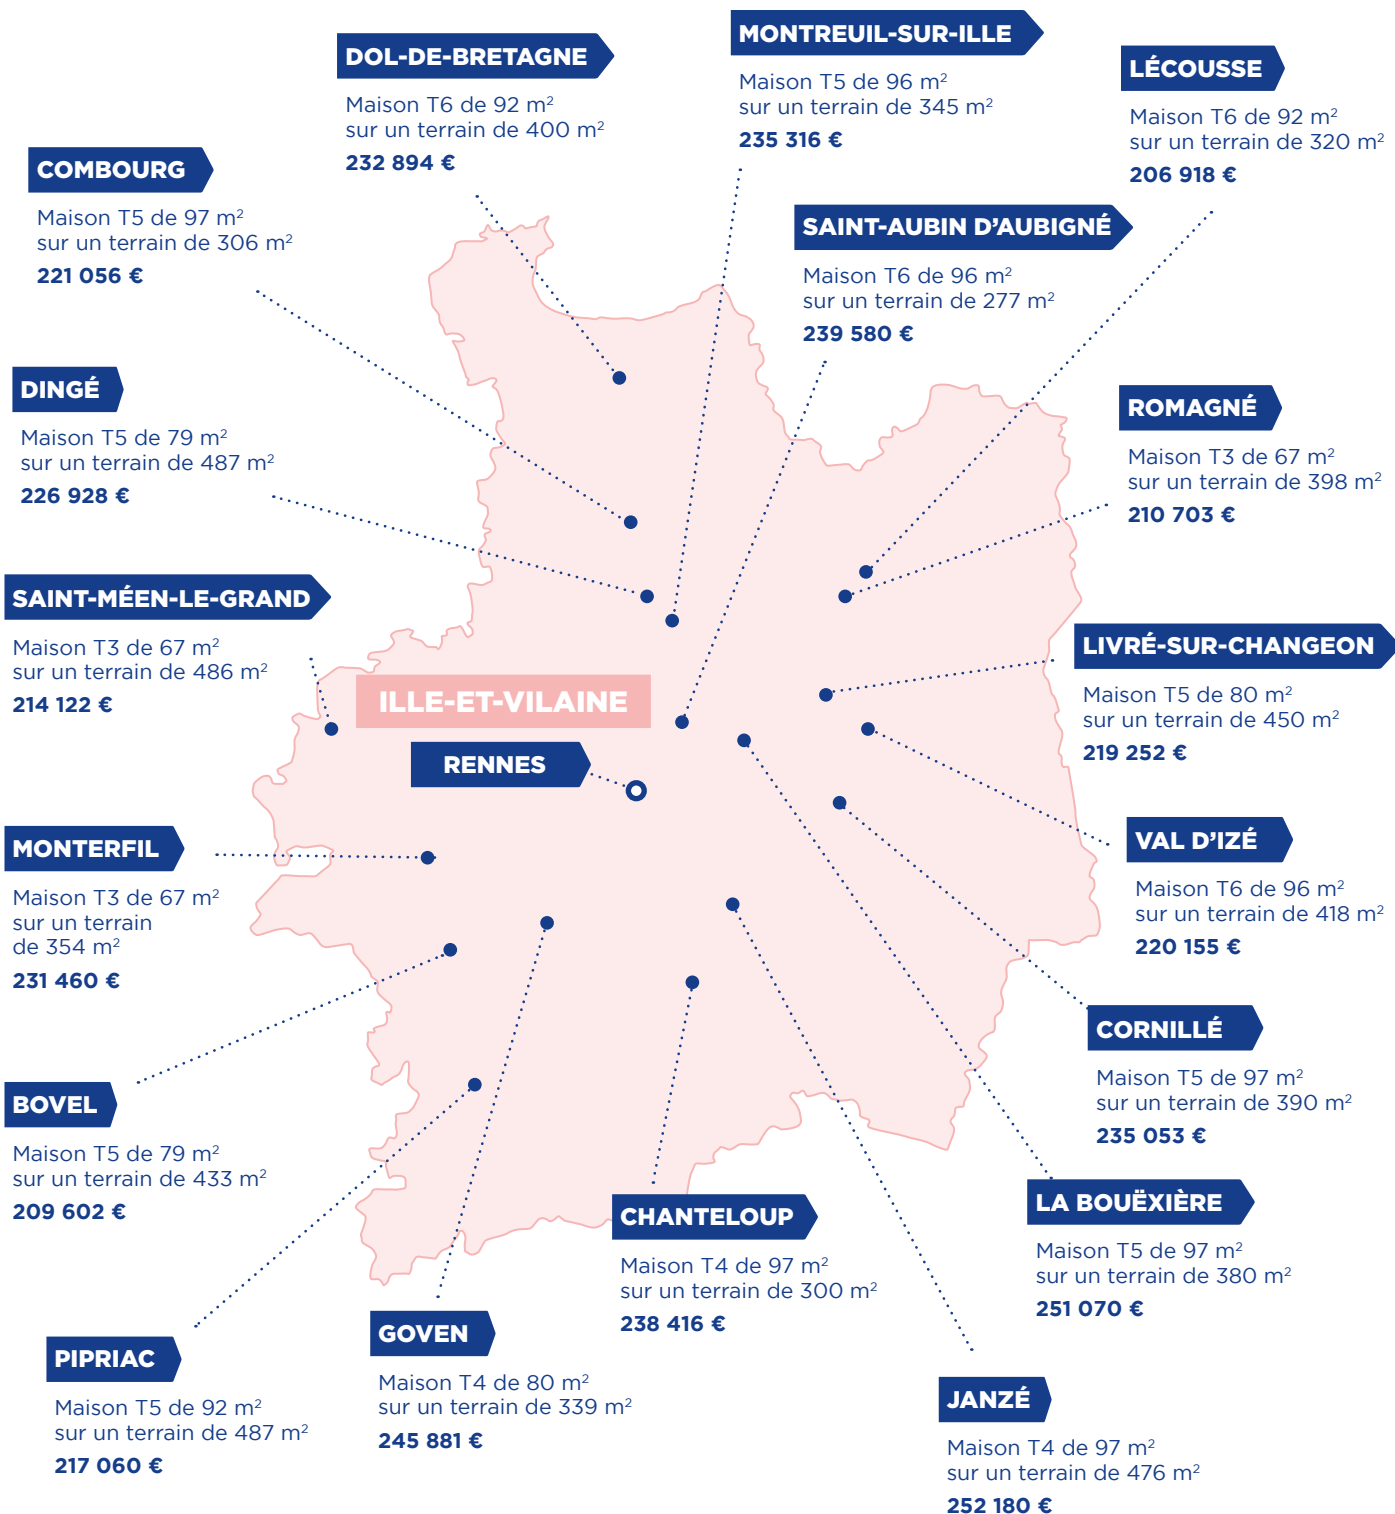 MONTREUIL-SUR-ILLE
Maison T5 de 96 m²
sur un terrain de 345 m²
235 316 €
DOL-DE-BRETAGNE
Maison T6 de 92 m²
sur un terrain de 400 m²
232 894 €
LÉCOUSSE
Maison T6 de 92 m²
sur un terrain de 320 m²
206 918 €
COMBOURG
Maison T5 de 97 m²
sur un terrain de 306 m²
221 056 €
SAINT-AUBIN D'AUBIGNÉ
Maison T6 de 96 m²
sur un terrain de 277 m²
239 580 €
DINGÉ
Maison T5 de 79 m²
sur un terrain de 487 m²
226 928 €
ROMAGNÉ
Maison T3 de 67 m²
sur un terrain de 398 m²
210 703 €
SAINT-MÉEN-LE-GRAND
Maison T3 de 67 m²
sur un terrain de 486 m²
214 122 €
LIVRÉ-SUR-CHANGEON
Maison T5 de 80 m²
sur un terrain de 450 m²
219 252 €
ILLE-ET-VILAINE
RENNES
MONTERFIL
Maison T3 de 67 m²
sur un terrain
de 354 m²
231 460 €
VAL D'IZÉ
Maison T6 de 96 m²
sur un terrain de 418 m²
220 155 €
CORNILLÉ
Maison T5 de 97 m²
sur un terrain de 390 m²
235 053 €
BOVEL
Maison T5 de 79 m²
sur un terrain de 433 m²
209 602 €
LA BOUËXIÈRE
Maison T5 de 97 m²
sur un terrain de 380 m²
251 070 €
CHANTELOUP
Maison T4 de 97 m²
sur un terrain de 300 m²
238 416 €
GOVEN
Maison T4 de 80 m²
sur un terrain de 339 m²
245 881 €
PIPRIAC
Maison T5 de 92 m²
sur un terrain de 487 m²
217 060 €
JANZÉ
Maison T4 de 97 m²
sur un terrain de 476 m²
252 180 €